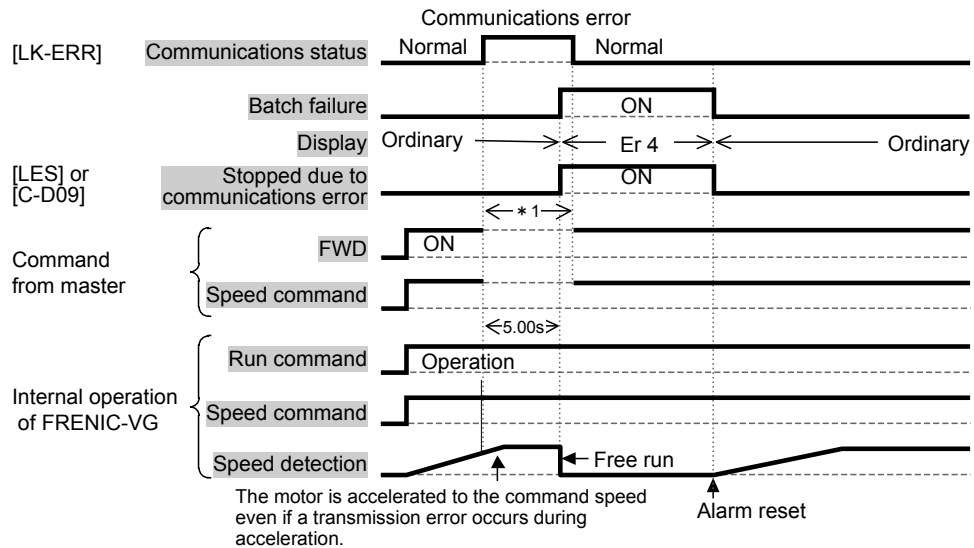 Communications error
[LK-ERR] Communications status Normal Normal
Batch failure ON
Display Ordinary Er 4 Ordinary
[LES] or
[C-D09]
Stopped due to
communications error
ON
*1
Command
from master
FWD ON
Speed command
5.00s
Internal operation
of FRENIC-VG
Run command Operation
Speed command
Speed detection Free run
The motor is accelerated to the command speed
even if a transmission error occurs during
acceleration.
Alarm reset